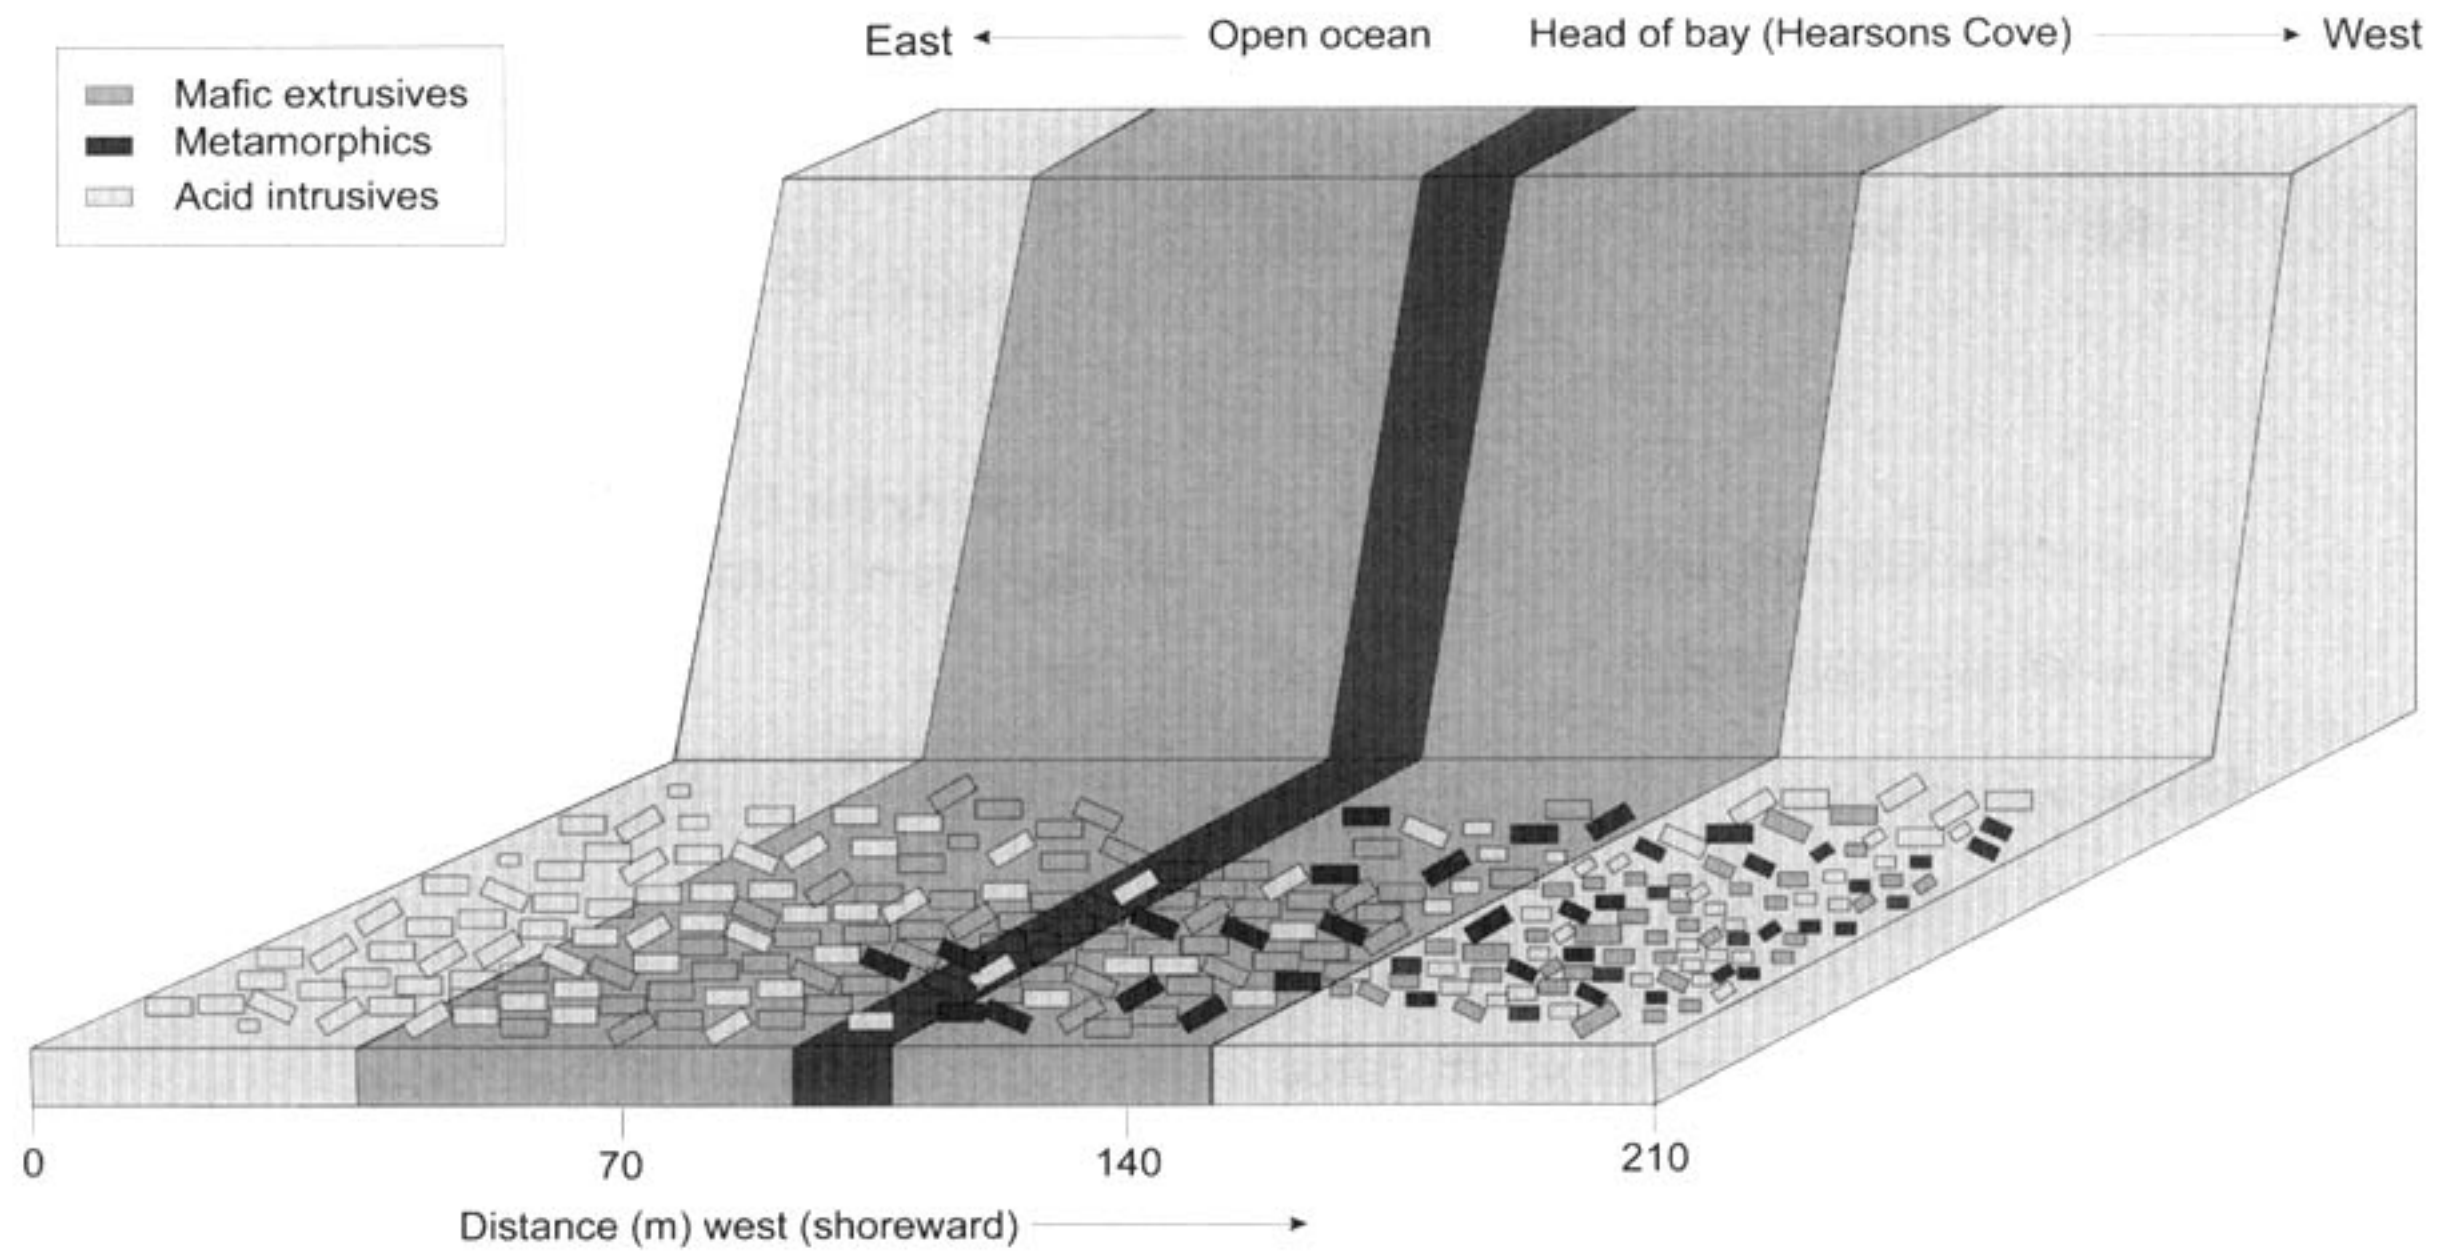 East
Open ocean
Head of bay (Hearsons Cove)
West
Mafic extrusives
Metamorphics
Acid intrusives
0
70
140
210
Distance (m) west (shoreward)